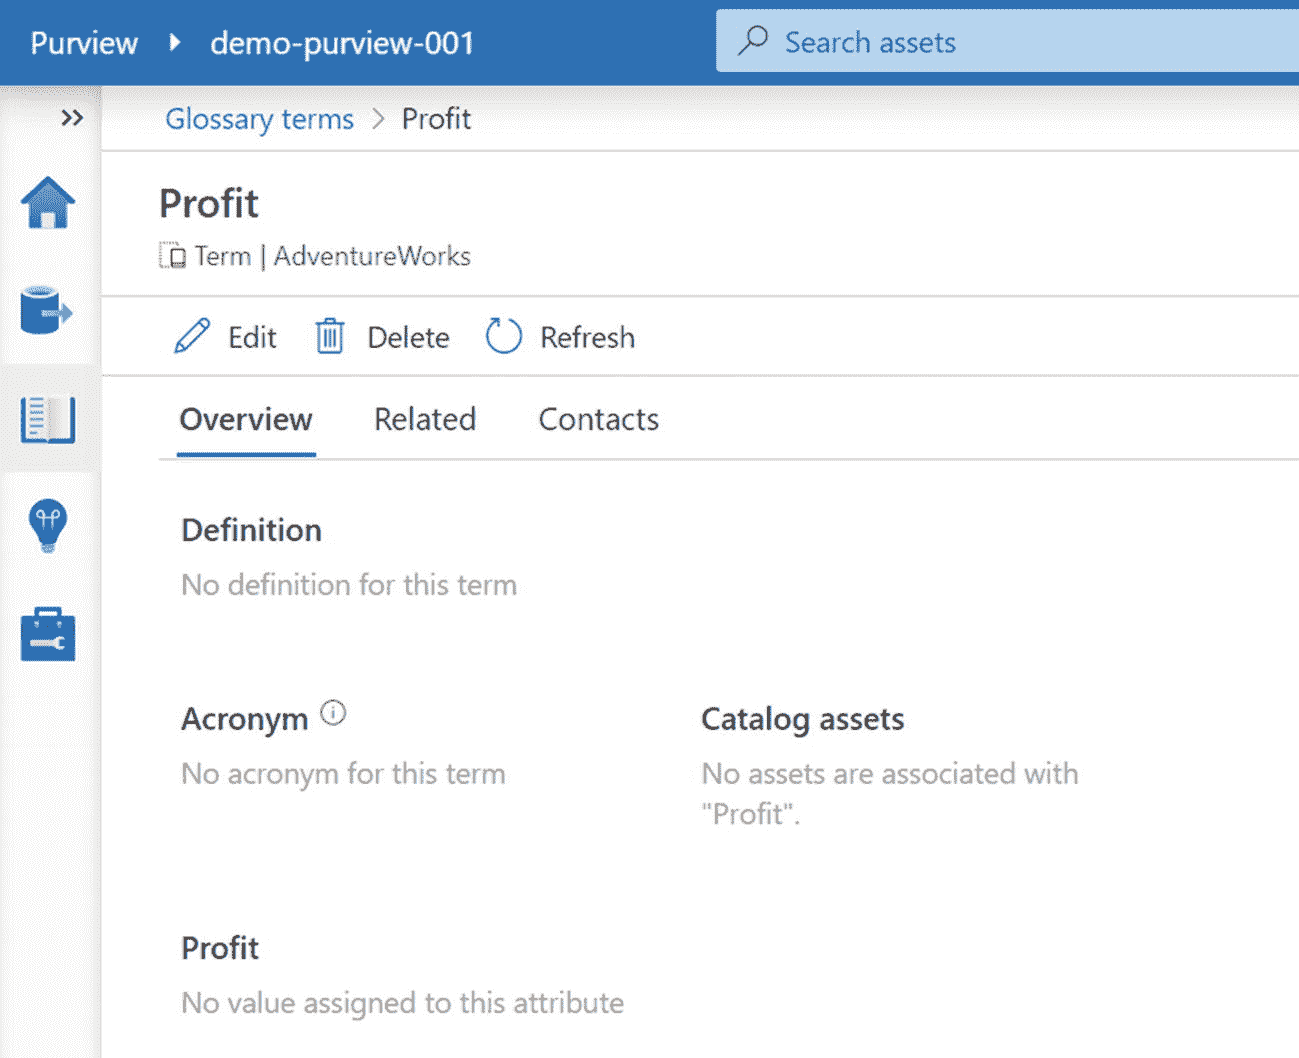 Purview demo-purview-001 Search assets
Glossary terms > Profit
Profit
Term | AdventureWorks
Edit Delete Refresh
Overview Related Contacts
Definition
No definition for this term
Acronym
No acronym for this term
Catalog assets
No assets are associated with
"Profit".
Profit
No value assigned to this attribute